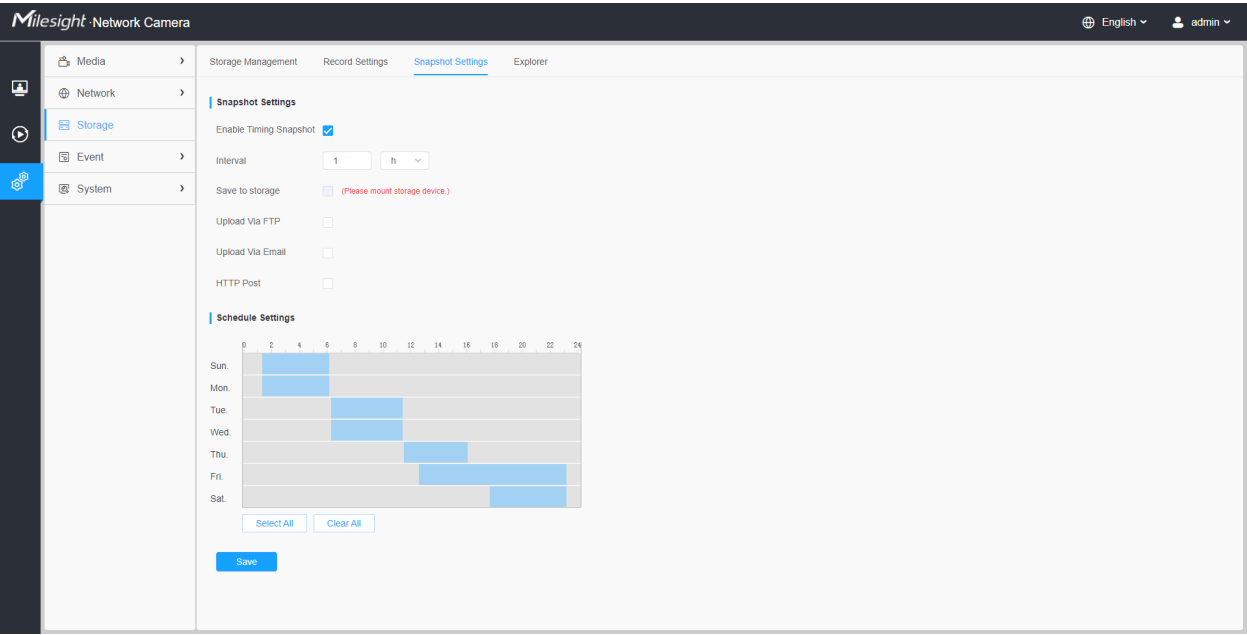 Milesight ·Network Camera English admin
Media Storage Management Record Settings Snapshot Settings Explorer
Network
Storage
Event
System
Snapshot Settings
Enable Timing Snapshot
Interval 1 h
Save to storage (Please mount storage device.)
Upload Via FTP
Upload Via Email
HTTP Post
Schedule Settings
0 2 4 6 8 10 12 14 16 18 20 22 24
Sun.
Mon.
Tue.
Wed.
Thu.
Fri.
Sat.
Select All Clear All
Save